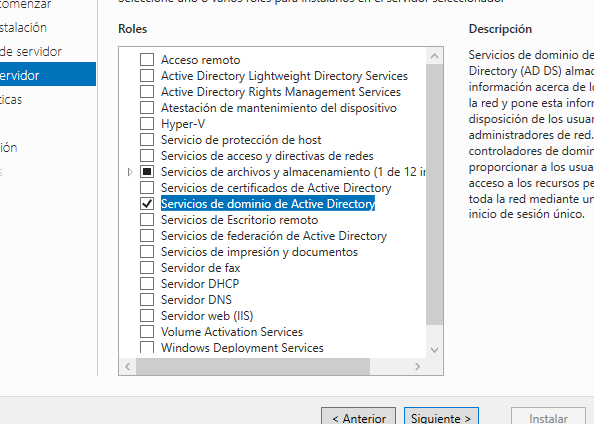 comenzar
stalación
de servidor
ervidor
ticas
ión
Seleccione uno o varios roles para instalarlos en el servidor seleccionado.
Roles
Acceso remoto
Active Directory Lightweight Directory Services
Active Directory Rights Management Services
Atestación de mantenimiento del dispositivo
Hyper-V
Servicio de protección de host
Servicios de acceso y directivas de redes
Servicios de archivos y almacenamiento (1 de 12 in
Servicios de certificados de Active Directory
Servicios de dominio de Active Directory
Servicios de Escritorio remoto
Servicios de federación de Active Directory
Servicios de impresión y documentos
Servidor de fax
Servidor DHCP
Servidor DNS
Servidor web (IIS)
Volume Activation Services
Windows Deployment Services
Descripción
Servicios de dominio de
Directory (AD DS) almac
información acerca de lo
la red y pone esta inform
disposición de los usuar
administradores de red.
controladores de domin
proporcionar a los usua
acceso a los recursos pe
toda la red mediante un
inicio de sesión único.
< Anterior
Siguiente >
Instalar